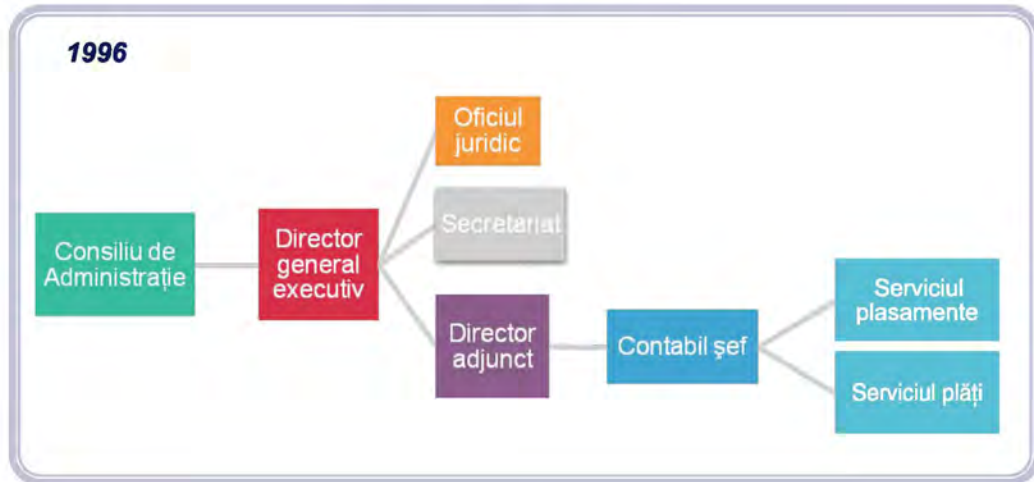 1996
Oficiul
juridic
Secretariat
Consiliu de
Administrație
Director
general
executiv
Director
adjunct
Contabil şef
Serviciul
plasamente
Serviciul plăți